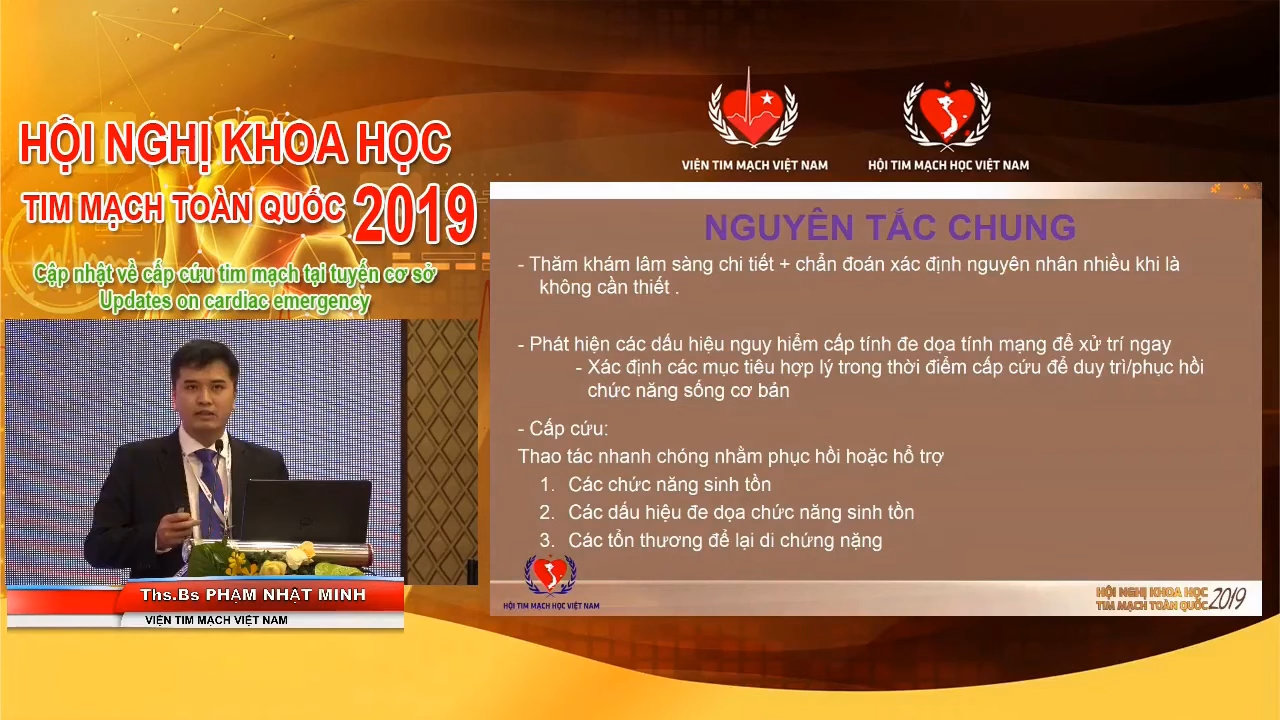 HỘI NGHỊ KHOA HỌC
TIM MẠCH TOÀN QUỐC 2019
Cập nhật về cấp cứu tim mạch tại tuyến cơ sở
Updates on cardiac emergency
VIỆN TIM MẠCH VIỆT NAM
HỘI TIM MẠCH HỌC VIỆT NAM
NGUYÊN TẮC CHUNG
- Thăm khám lâm sàng chi tiết + chẩn đoán xác định nguyên nhân nhiều khi là
không cần thiết .
- Phát hiện các dấu hiệu nguy hiểm cấp tính đe dọa tính mạng để xử trí ngay
- Xác định các mục tiêu hợp lý trong thời điểm cấp cứu để duy trì/phục hồi
chức năng sống cơ bản
- Cấp cứu:
Thao tác nhanh chóng nhằm phục hồi hoặc hổ trợ
1. Các chức năng sinh tồn
2. Các dấu hiệu đe dọa chức năng sinh tồn
3. Các tổn thương để lại di chứng nặng
HỘI TIM MẠCH HỌC VIỆT NAM
HỘI NGHỊ KHOA HỌC
TIM MẠCH TOÀN QUỐC 2019
Ths.Bs PHẠM NHẬT MINH
VIỆN TIM MẠCH VIỆT NAM